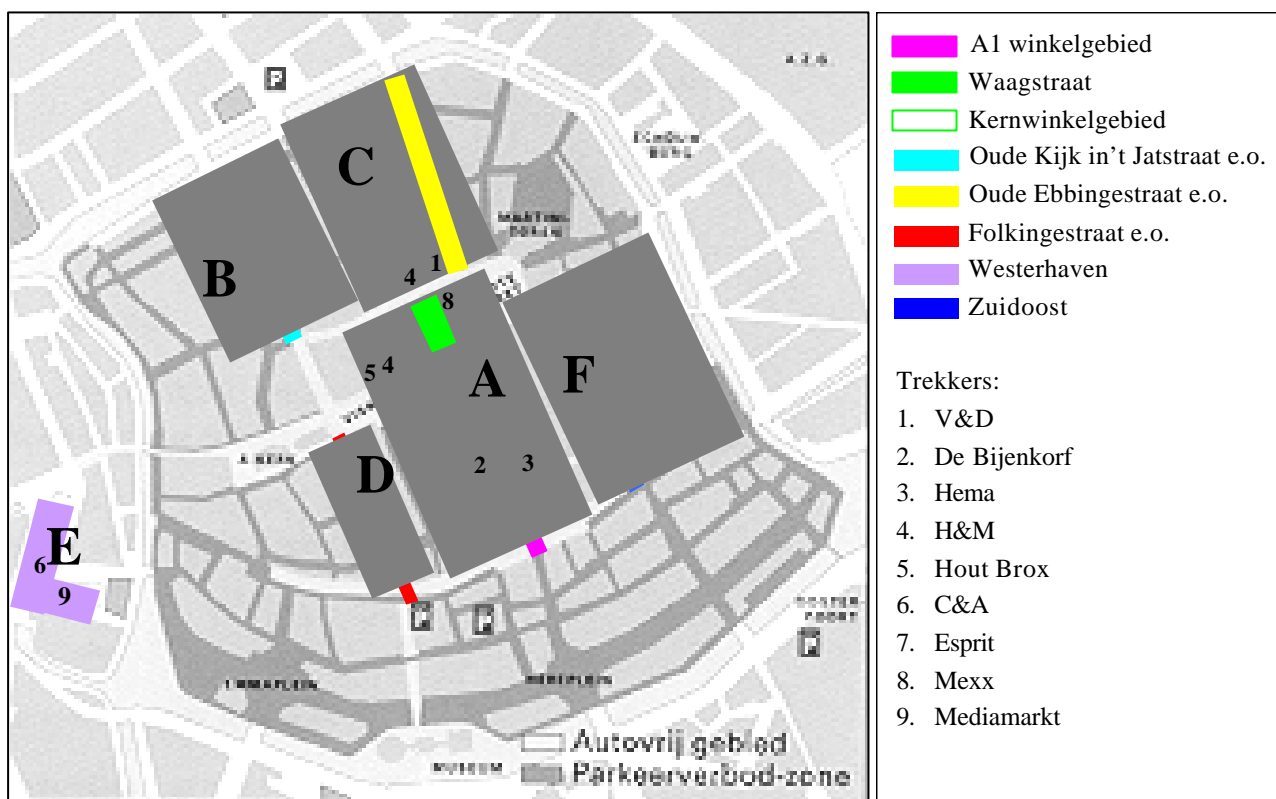 P
C
B
1
4
8
5 4
A
F
2
3
D
E
6
9
MUSEUM
Autovrij gebied
Parkeerverbod-zone
A1 winkelgebied
Waagstraat
Kernwinkelgebied
Oude Kijk in’t Jatstraat e.o.
Oude Ebbingestraat e.o.
Folkingestraat e.o.
Westerhaven
Zuidoost
Trekkers:
1. V&D
2. De Bijenkorf
3. Hema
4. H&M
5. Hout Brox
6. C&A
7. Esprit
8. Mexx
9. Mediamarkt